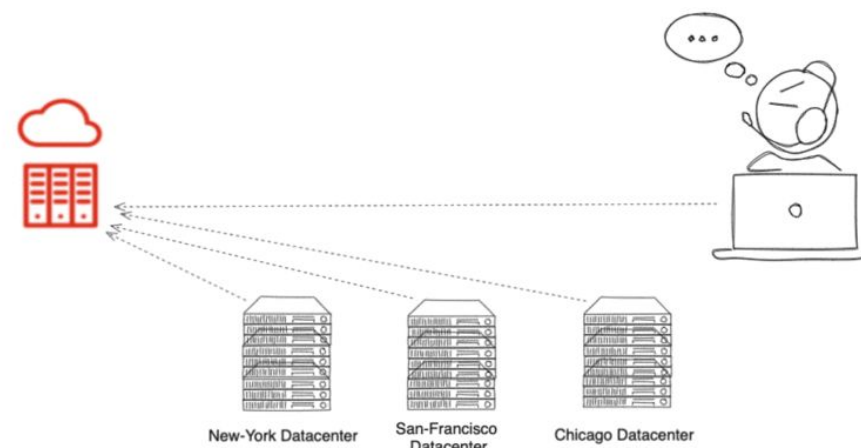 New-York Datacenter
San-Francisco
Datacenter
Chicago Datacenter